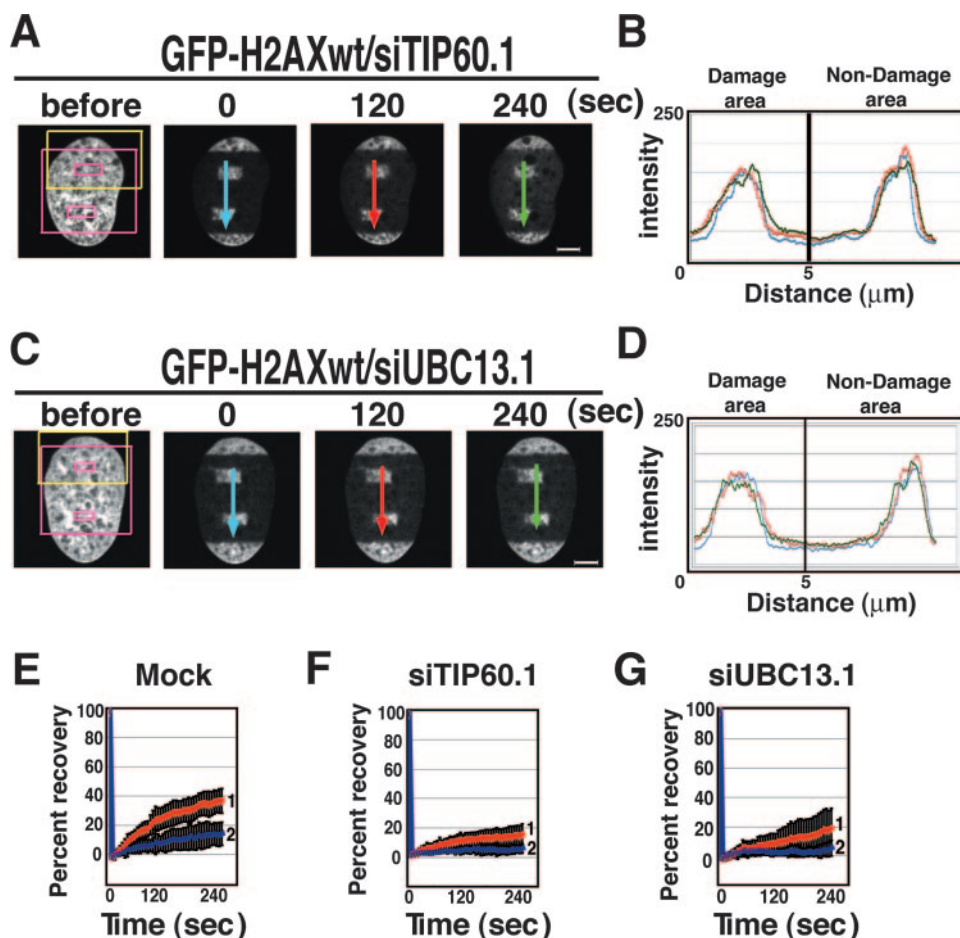 A
GFP-H2AXwt/siTIP60.1
before 0 120 240 (sec)
B
Damage area
Non-Damage area
250
intensity
0
5
Distance (μm)
C
GFP-H2AXwt/siUBC13.1
before 0 120 240 (sec)
D
Damage area
Non-Damage area
250
intensity
0
5
Distance (μm)
E
Mock
Percent recovery
100
80
60
40
20
0
1
2
0 120 240
Time (sec)
F
siTIP60.1
Percent recovery
100
80
60
40
20
0
1
2
0 120 240
Time (sec)
G
siUBC13.1
Percent recovery
100
80
60
40
20
0
1
2
0 120 240
Time (sec)